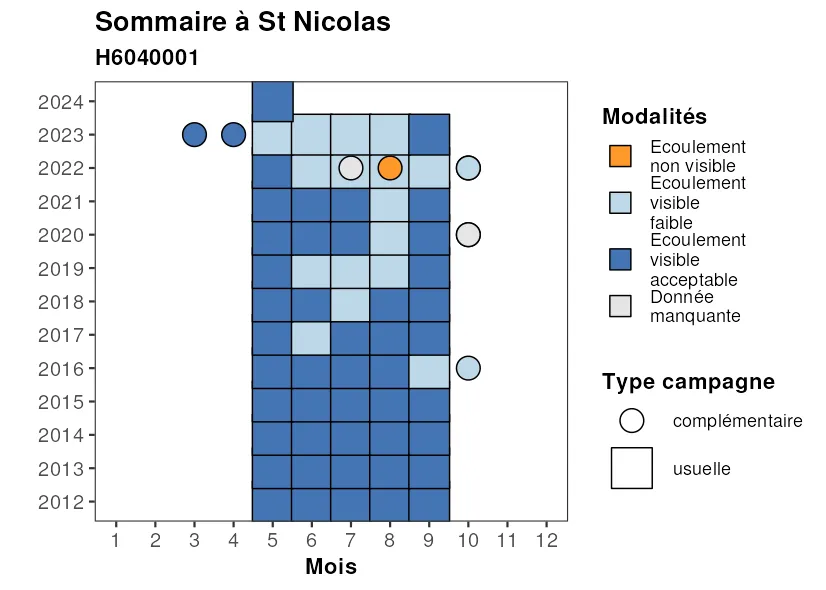 Sommaire à St Nicolas
H6040001
2024
2023
2022
2021
2020
2019
2018
2017
2016
2015
2014
2013
2012
1 2 3 4 5 6 7 8 9 10 11 12
Mois
Modalités
Ecoulement
non visible
Ecoulement
visible
faible
Ecoulement
visible
acceptable
Donnée
manquante
Type campagne
complémentaire
usuelle